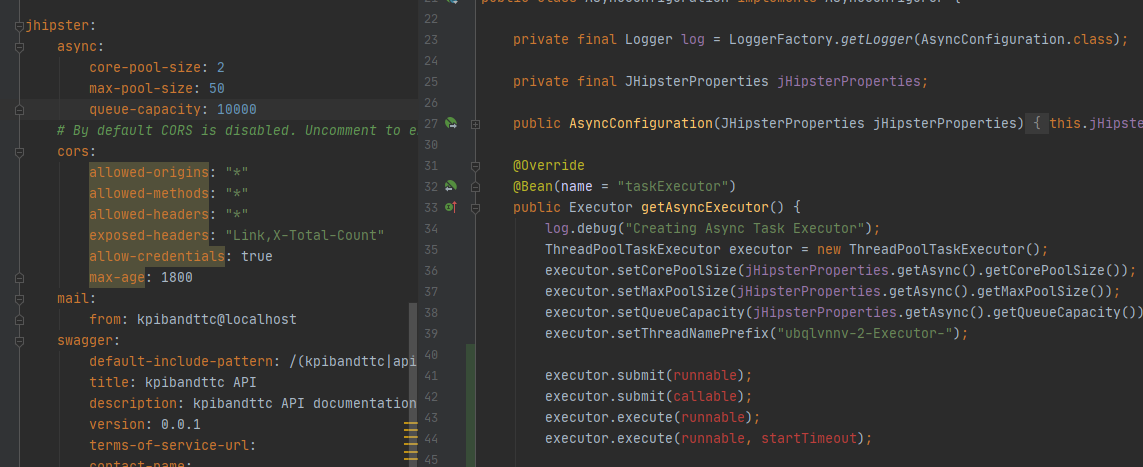 jhipster:
async:
core-pool-size: 2
max-pool-size: 50
queue-capacity: 10000
# By default CORS is disabled. Uncomment to e
cors:
allowed-origins: "*"
allowed-methods: "*"
allowed-headers: "*"
exposed-headers: "Link,X-Total-Count"
allow-credentials: true
max-age: 1800
mail:
from: kpibandttc@localhost
swagger:
default-include-pattern: /(kpibandttc|api
title: kpibandttc API
description: kpibandttc API documentation
version: 0.0.1
terms-of-service-url:
contact-name:
22
23 private final Logger log = LoggerFactory.getLogger(AsyncConfiguration.class);
24
25 private final JHipsterProperties jHipsterProperties;
26
27 public AsyncConfiguration(JHipsterProperties jHipsterProperties) { this.jHipste
30
31 @Override
32 @Bean(name = "taskExecutor")
33 public Executor getAsyncExecutor() {
34 log.debug("Creating Async Task Executor");
35 ThreadPoolTaskExecutor executor = new ThreadPoolTaskExecutor();
36 executor.setCorePoolSize(jHipsterProperties.getAsync().getCorePoolSize());
37 executor.setMaxPoolSize(jHipsterProperties.getAsync().getMaxPoolSize());
38 executor.setQueueCapacity(jHipsterProperties.getAsync().getQueueCapacity())
39 executor.setThreadNamePrefix("ubqlvnnv-2-Executor-");
40
41 executor.submit(runnable);
42 executor.submit(callable);
43 executor.execute(runnable);
44 executor.execute(runnable, startTimeout);
45